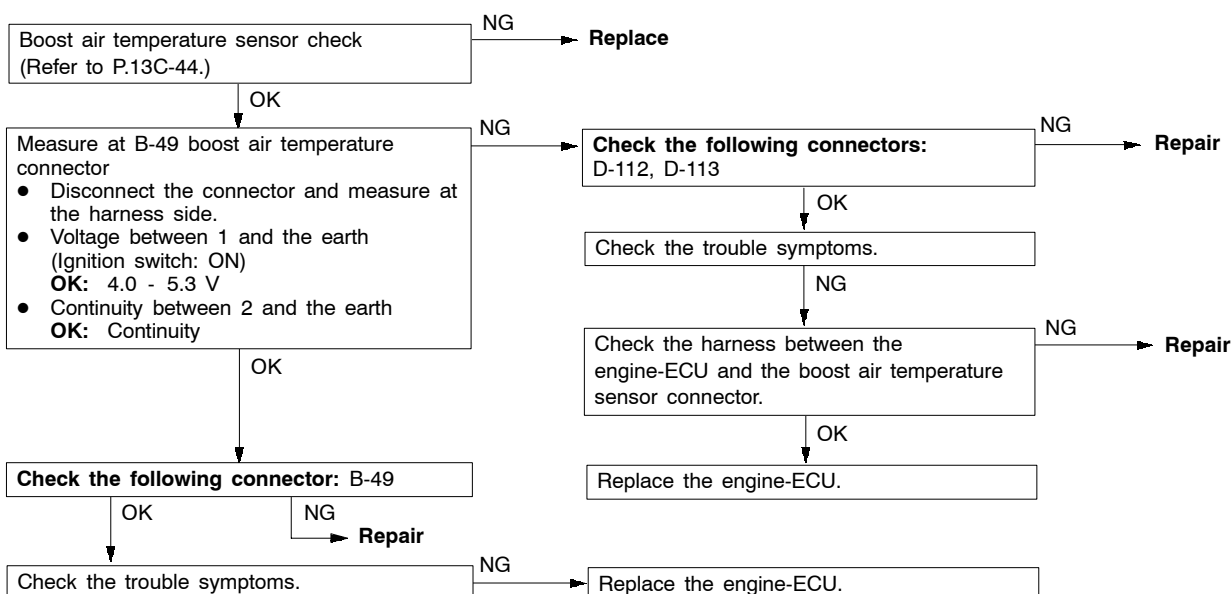 Boost air temperature sensor check
(Refer to P.13C-44.)
NG
Replace
OK
Measure at B-49 boost air temperature
connector
● Disconnect the connector and measure at
the harness side.
● Voltage between 1 and the earth
(Ignition switch: ON)
OK: 4.0 - 5.3 V
● Continuity between 2 and the earth
OK: Continuity
NG
Check the following connectors:
D-112, D-113
NG
Repair
OK
Check the trouble symptoms.
NG
Check the harness between the
engine-ECU and the boost air temperature
sensor connector.
NG
Repair
OK
Replace the engine-ECU.
OK
Check the following connector: B-49
OK
NG
Repair
Check the trouble symptoms.
NG
Replace the engine-ECU.